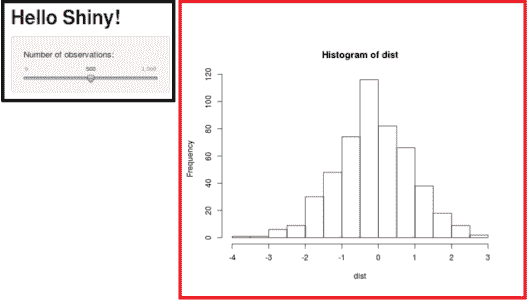 Hello Shiny!
Number of observations:
0 500 1,000
Histogram of dist
Frequency
120
100
80
60
40
20
0
-4 -3 -2 -1 0 1 2 3
dist